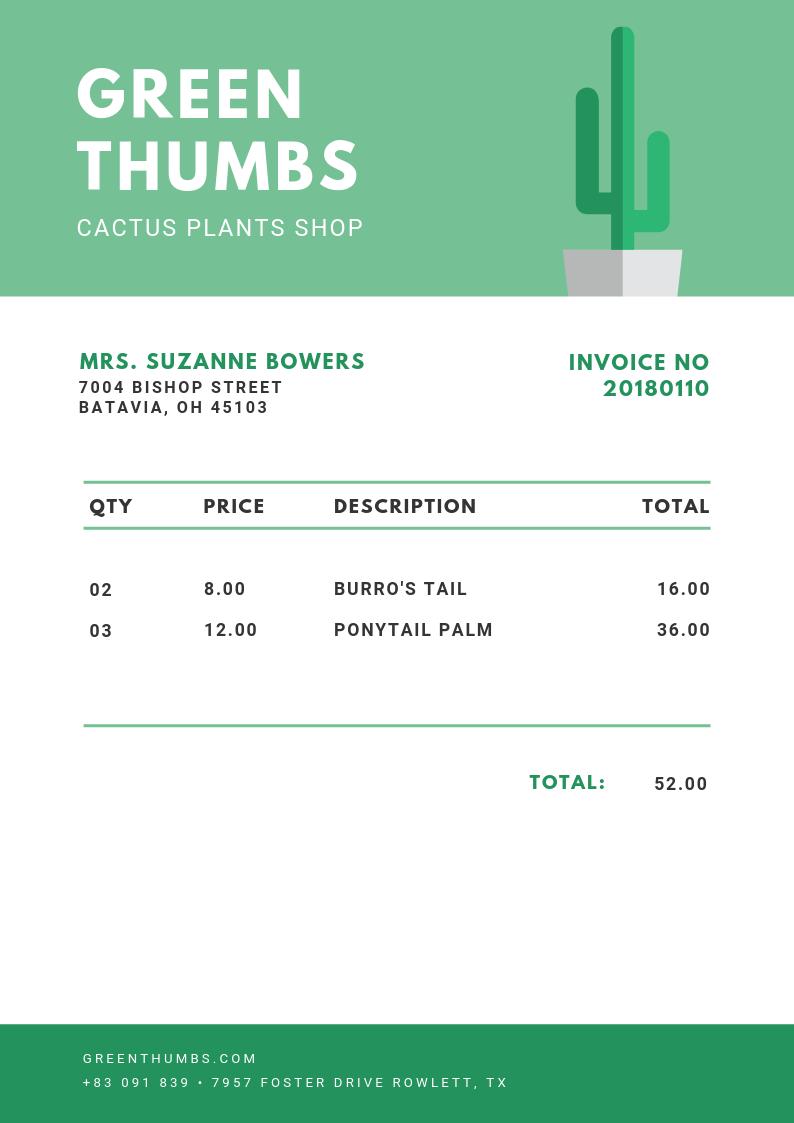 GREEN
THUMBS
CACTUS PLANTS SHOP
MRS. SUZANNE BOWERS
7004 BISHOP STREET
BATAVIA, OH 45103
INVOICE NO
20180110
QTY PRICE DESCRIPTION TOTAL
02 8.00 BURRO'S TAIL 16.00
03 12.00 PONYTAIL PALM 36.00
TOTAL: 52.00
GREENTHUMBS.COM
+83 091 839 • 7957 FOSTER DRIVE ROWLETT, TX